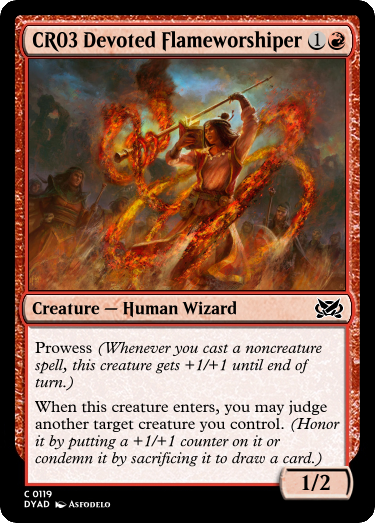 CR03 Devoted Flameworshiper 1
Creature — Human Wizard
Prowess (Whenever you cast a noncreature
spell, this creature gets +1/+1 until end of
turn.)
When this creature enters, you may judge
another target creature you control. (Honor
it by putting a +1/+1 counter on it or
condemn it by sacrificing it to draw a card.)
1/2
C 0119
DYAD Asfodelo